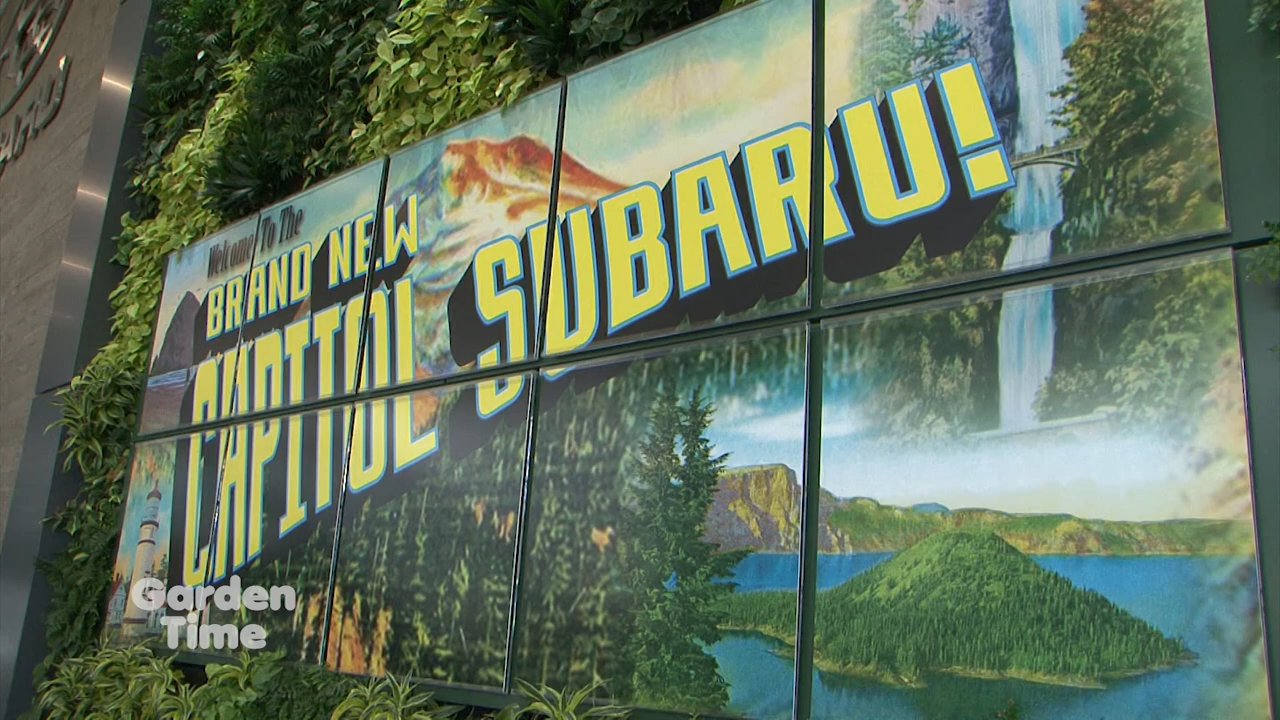 Welcome To The
BRAND NEW
CAPITOL SUBARU!
Garden
Time